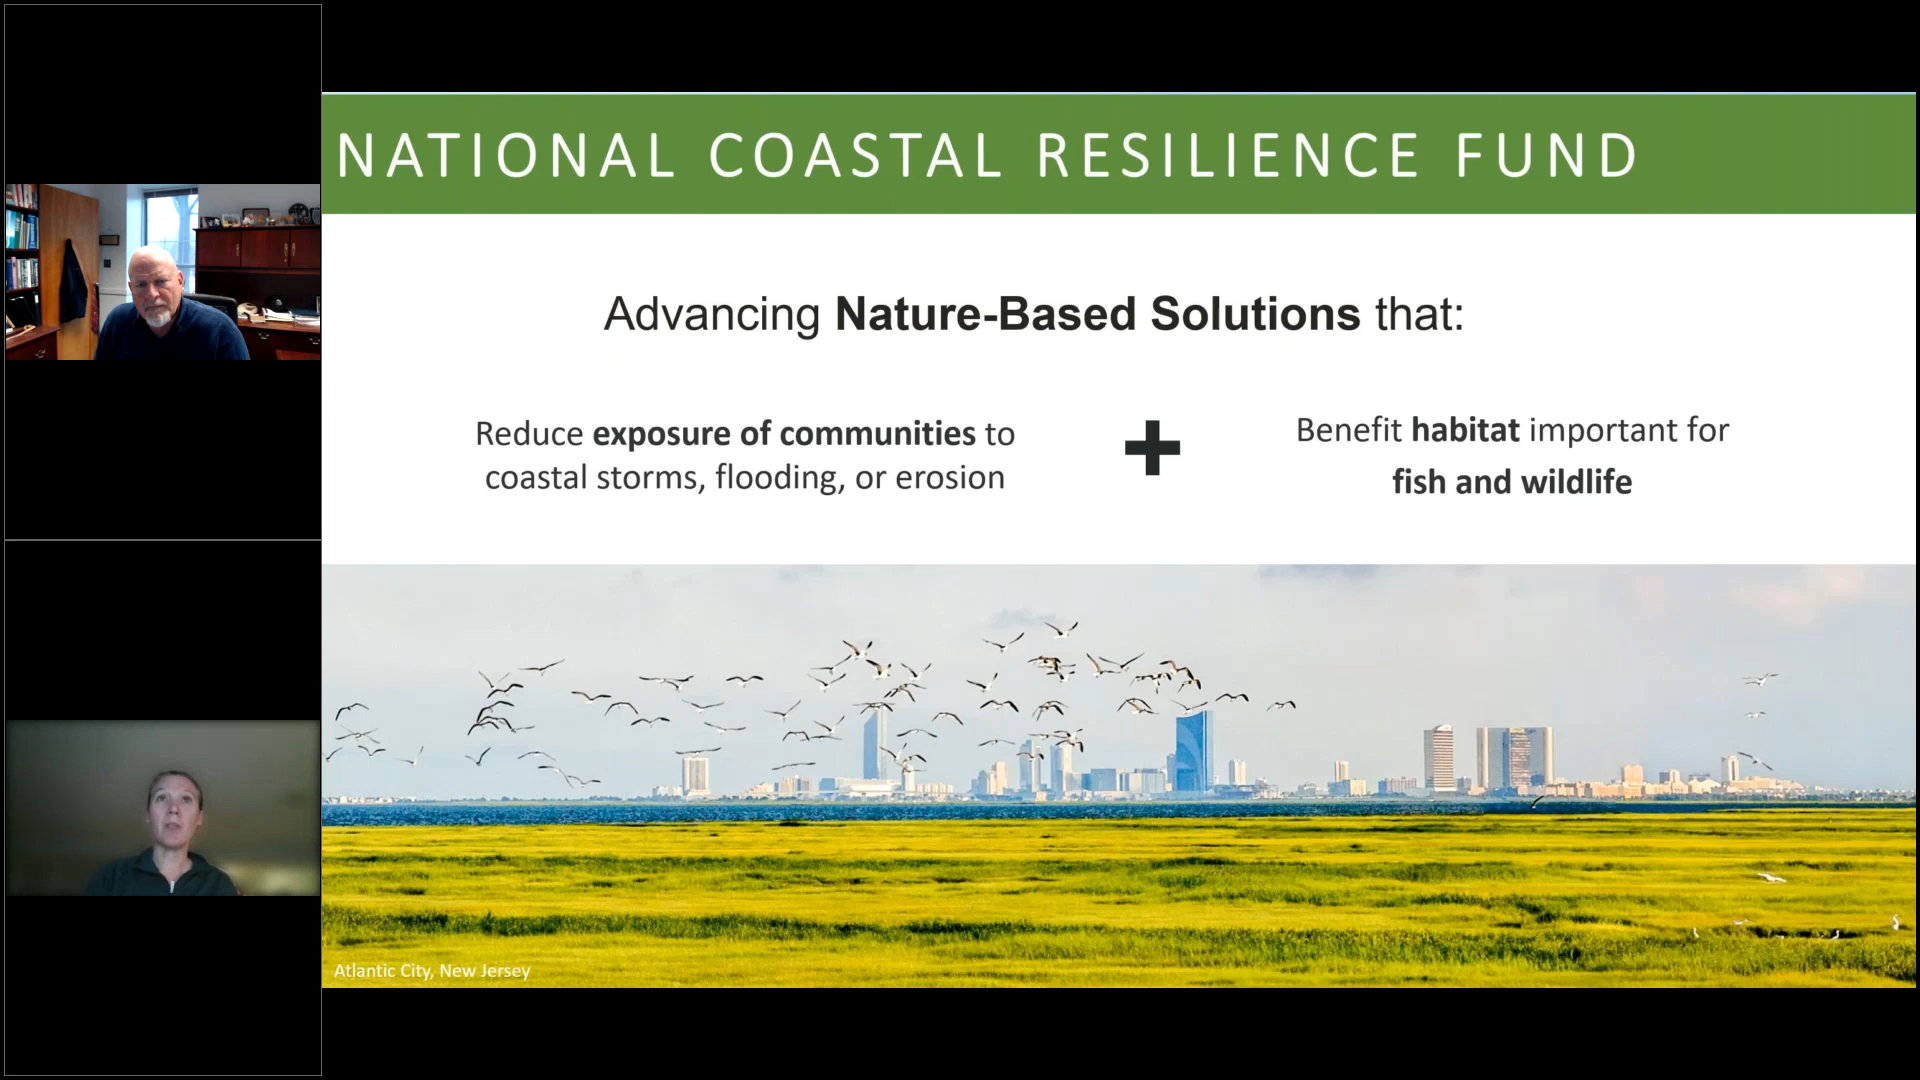 NATIONAL COASTAL RESILIENCE FUND
Advancing Nature-Based Solutions that:
Reduce exposure of communities to
coastal storms, flooding, or erosion
Benefit habitat important for
fish and wildlife
Atlantic City, New Jersey